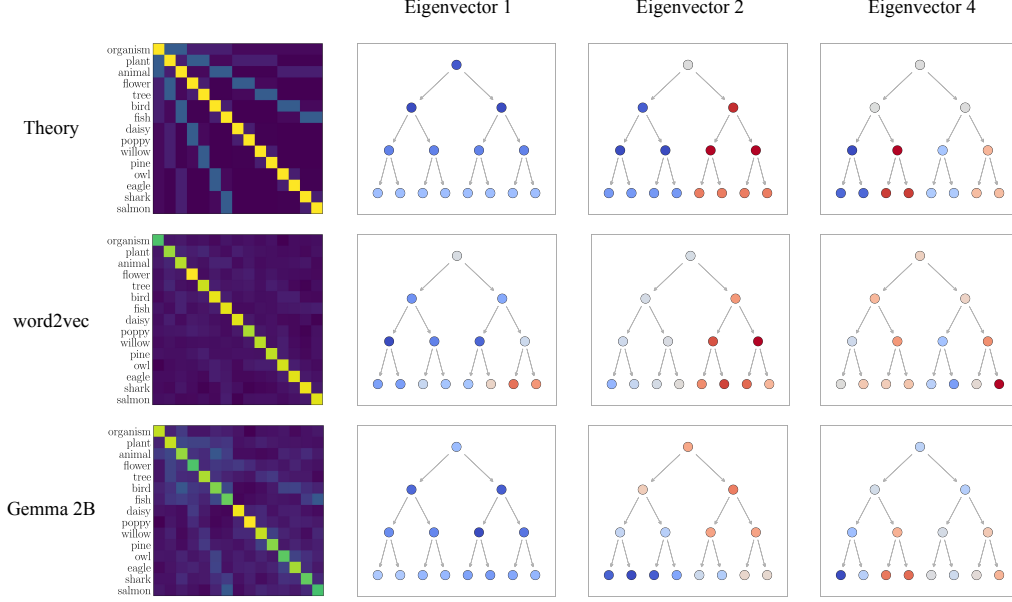 Eigenvector 1
Eigenvector 2
Eigenvector 4
Theory
organism
plant
animal
flower
tree
bird
fish
daisy
poppy
willow
pine
owl
eagle
shark
salmon
word2vec
organism
plant
animal
flower
tree
bird
fish
daisy
poppy
willow
pine
owl
eagle
shark
salmon
Gemma 2B
organism
plant
animal
flower
tree
bird
fish
daisy
poppy
willow
pine
owl
eagle
shark
salmon